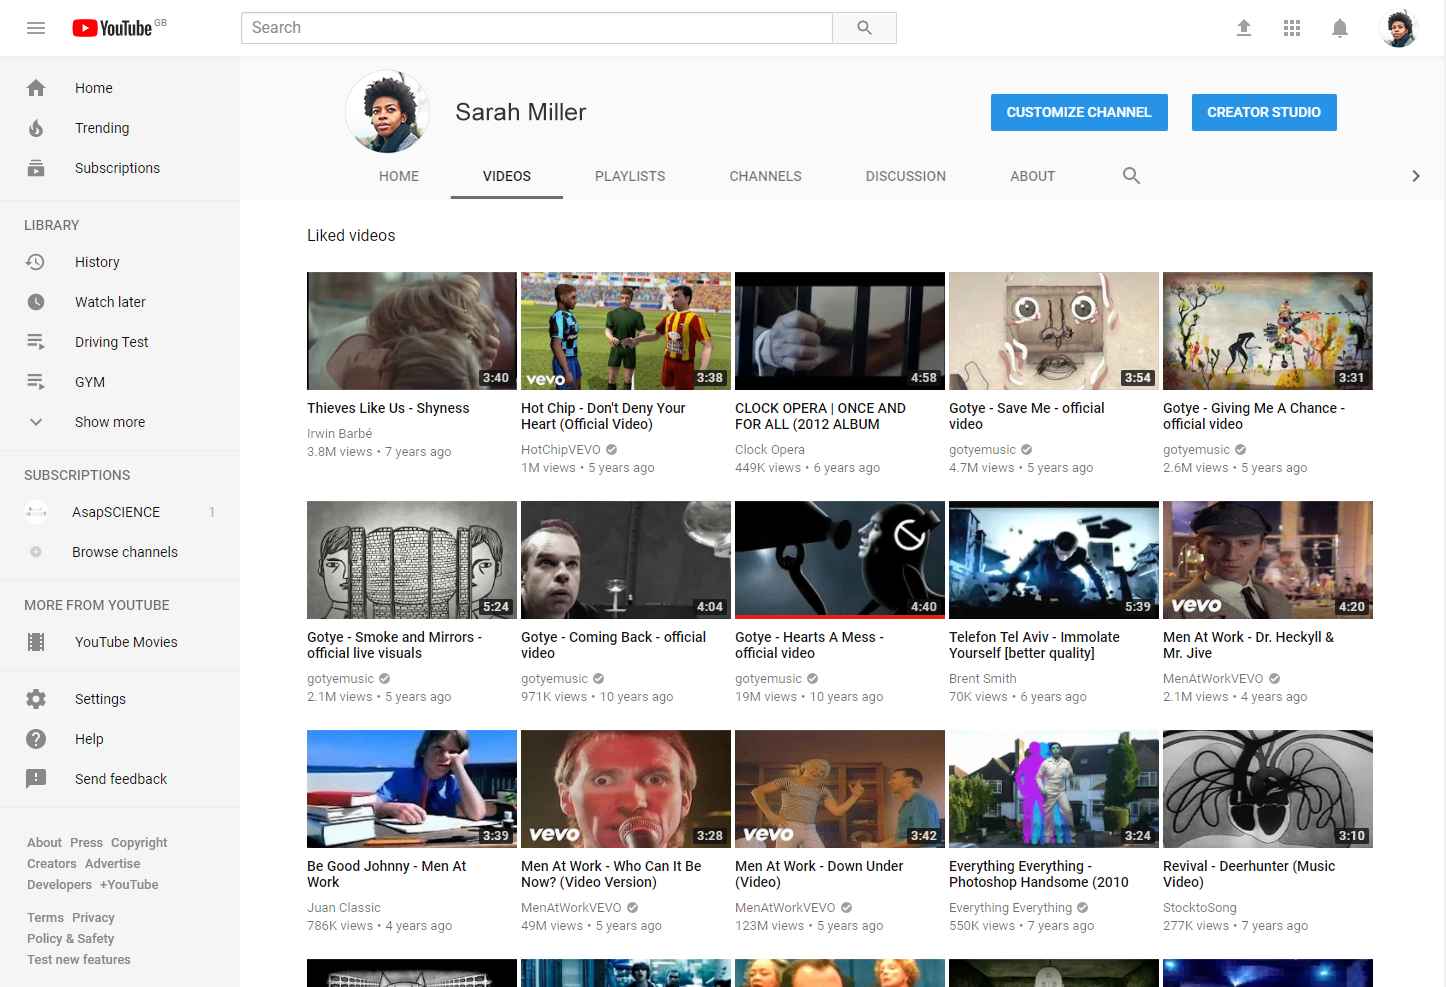 YouTube GB
Search
Home
Trending
Subscriptions
LIBRARY
History
Watch later
Driving Test
GYM
Show more
SUBSCRIPTIONS
AsapSCIENCE 1
Browse channels
MORE FROM YOUTUBE
YouTube Movies
Settings
Help
Send feedback
About Press Copyright
Creators Advertise
Developers +YouTube
Terms Privacy
Policy & Safety
Test new features
Sarah Miller
CUSTOMIZE CHANNEL
CREATOR STUDIO
HOME VIDEOS PLAYLISTS CHANNELS DISCUSSION ABOUT
Liked videos
3:40
Thieves Like Us - Shyness
Irwin Barbé
3.8M views • 7 years ago
vevo 3:38
Hot Chip - Don't Deny Your
Heart (Official Video)
HotChipVEVO
1M views • 5 years ago
4:58
CLOCK OPERA | ONCE AND
FOR ALL (2012 ALBUM
Clock Opera
449K views • 6 years ago
3:54
Gotye - Save Me - official
video
gotyemusic
4.7M views • 5 years ago
3:31
Gotye - Giving Me A Chance -
official video
gotyemusic
2.6M views • 5 years ago
5:24
Gotye - Smoke and Mirrors -
official live visuals
gotyemusic
2.1M views • 5 years ago
4:04
Gotye - Coming Back - official
video
gotyemusic
971K views • 10 years ago
4:40
Gotye - Hearts A Mess -
official video
gotyemusic
19M views • 10 years ago
5:39
Telefon Tel Aviv - Immolate
Yourself [better quality]
Brent Smith
70K views • 6 years ago
vevo 4:20
Men At Work - Dr. Heckyll &
Mr. Jive
MenAtWorkVEVO
2.1M views • 4 years ago
3:39
Be Good Johnny - Men At
Work
Juan Classic
786K views • 4 years ago
vevo 3:28
Men At Work - Who Can It Be
Now? (Video Version)
MenAtWorkVEVO
49M views • 5 years ago
vevo 3:42
Men At Work - Down Under
(Video)
MenAtWorkVEVO
123M views • 5 years ago
3:24
Everything Everything -
Photoshop Handsome (2010
Everything Everything
550K views • 7 years ago
3:10
Revival - Deerhunter (Music
Video)
StocktoSong
277K views • 7 years ago